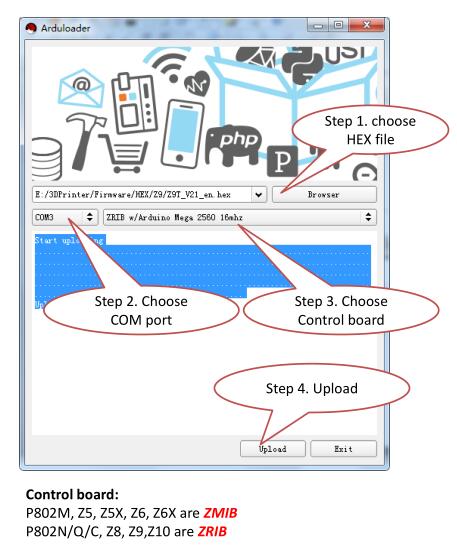 Arduloader
UST
@
php
P
Step 1. choose
HEX file
E:/3DPrinter/Firmware/HEX/Z9/Z9T_V21_en.hex
Browser
COM3
ZRIB w/Arduino Mega 2560 16mhz
Start uploading
Step 2. Choose
COM port
Step 3. Choose
Control board
Step 4. Upload
Upload
Exit
Control board:
P802M, Z5, Z5X, Z6, Z6X are ZMIB
P802N/Q/C, Z8, Z9,Z10 are ZRIB